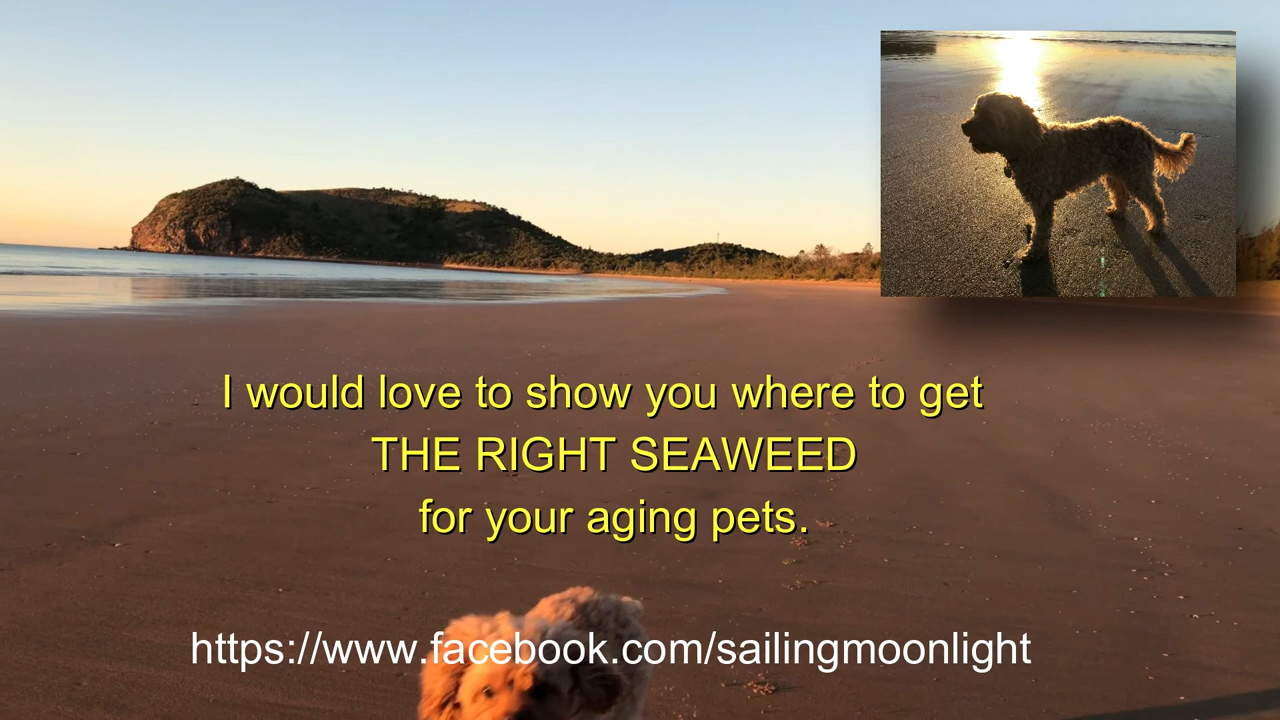 I would love to show you where to get
THE RIGHT SEAWEED
for your aging pets.
https://www.facebook.com/sailingmoonlight